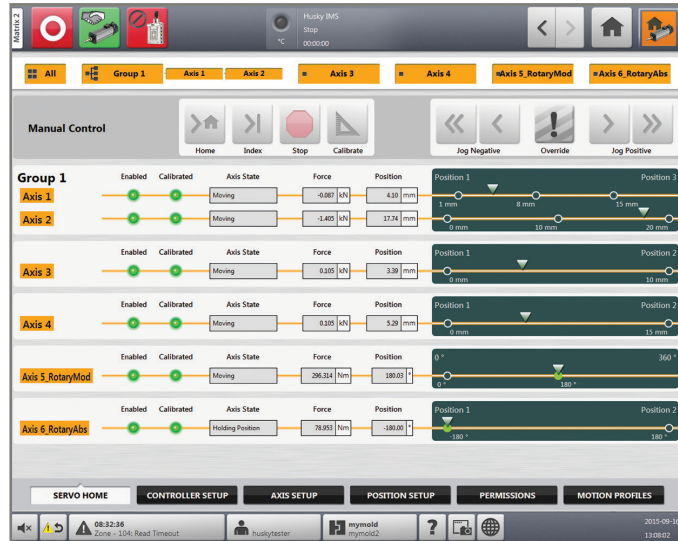 Matrix 2
°C
Husky IMS
Stop
00:00:00
All
Group 1
Axis 1
Axis 2
Axis 3
Axis 4
Axis 5_RotaryMod
Axis 6_RotaryAbs
Manual Control
Home
Index
Stop
Calibrate
Jog Negative
Override
Jog Positive
Group 1
Enabled Calibrated Axis State Force Position
Position 1 Position 3
Axis 1 Moving -0.087 kN 4.10 mm
1 mm 8 mm 15 mm
Axis 2 Moving -1.405 kN 17.74 mm
0 mm 10 mm 20 mm
Enabled Calibrated Axis State Force Position
Position 1 Position 2
Axis 3 Moving 0.105 kN 3.39 mm
0 mm 10 mm
Enabled Calibrated Axis State Force Position
Position 1 Position 2
Axis 4 Moving 0.105 kN 5.29 mm
0 mm 15 mm
Enabled Calibrated Axis State Force Position
0 ° 360 °
Axis 5_RotaryMod Moving 296.314 Nm 180.03 °
0 ° 180 °
Enabled Calibrated Axis State Force Position
Position 1 Position 2
Axis 6_RotaryAbs Holding Position 78.953 Nm -180.00 °
-180 ° 180 °
SERVO HOME
CONTROLLER SETUP
AXIS SETUP
POSITION SETUP
PERMISSIONS
MOTION PROFILES
08:32:36
Zone - 104: Read Timeout
huskytester
mymold
mymold2
?
2015-09-16
13:08:02